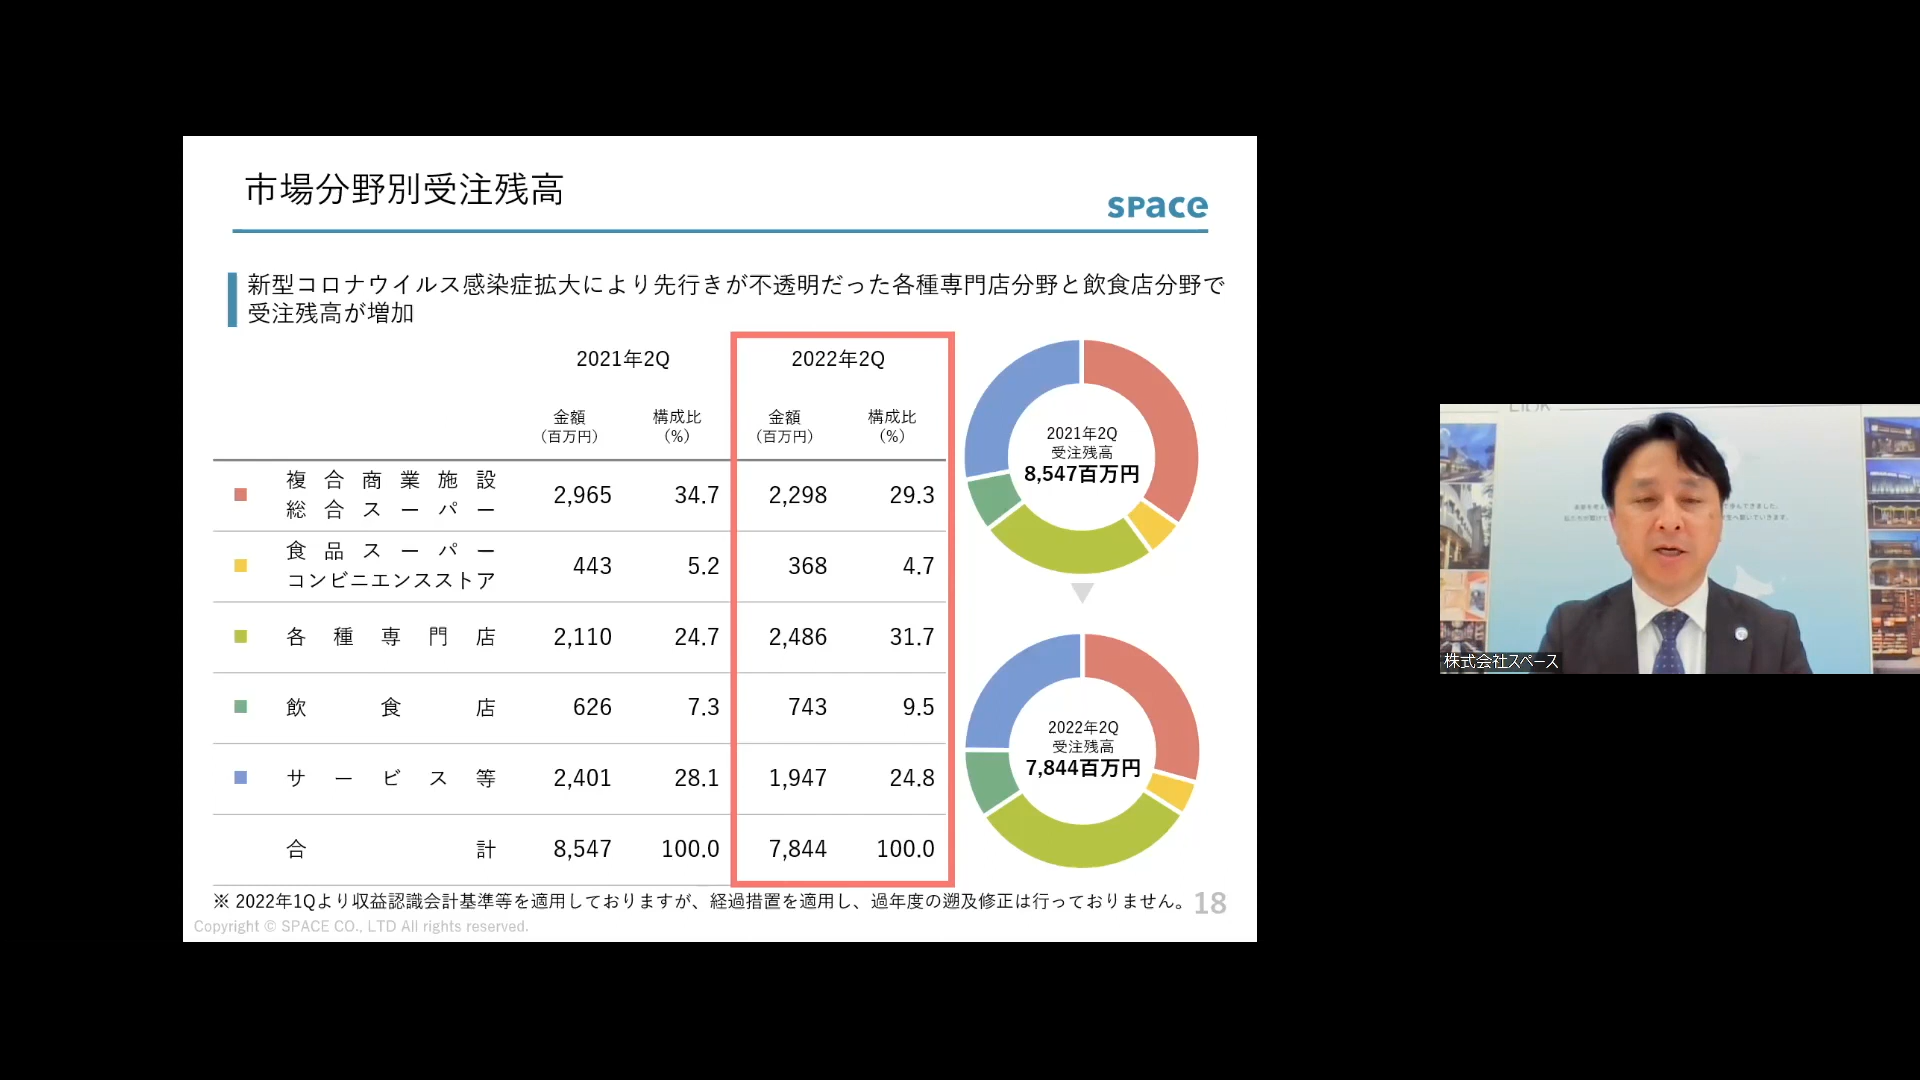 市場分野別受注残高
space
新型コロナウイルス感染症拡大により先行きが不透明だった各種専門店分野と飲食店分野で
受注残高が増加
2021年2Q 2022年2Q
金額 構成比 金額 構成比
(百万円) (%) (百万円) (%)
複合商業施設
総合スーパー 2,965 34.7 2,298 29.3
食品スーパー
コンビニエンスストア 443 5.2 368 4.7
各種専門店 2,110 24.7 2,486 31.7
飲食店 626 7.3 743 9.5
サービス等 2,401 28.1 1,947 24.8
合計 8,547 100.0 7,844 100.0
2021年2Q
受注残高
8,547百万円
2022年2Q
受注残高
7,844百万円
※ 2022年1Qより収益認識会計基準等を適用しておりますが、経過措置を適用し、過年度の遡及修正は行っておりません。
18
Copyright © SPACE CO., LTD All rights reserved.
株式会社スペース